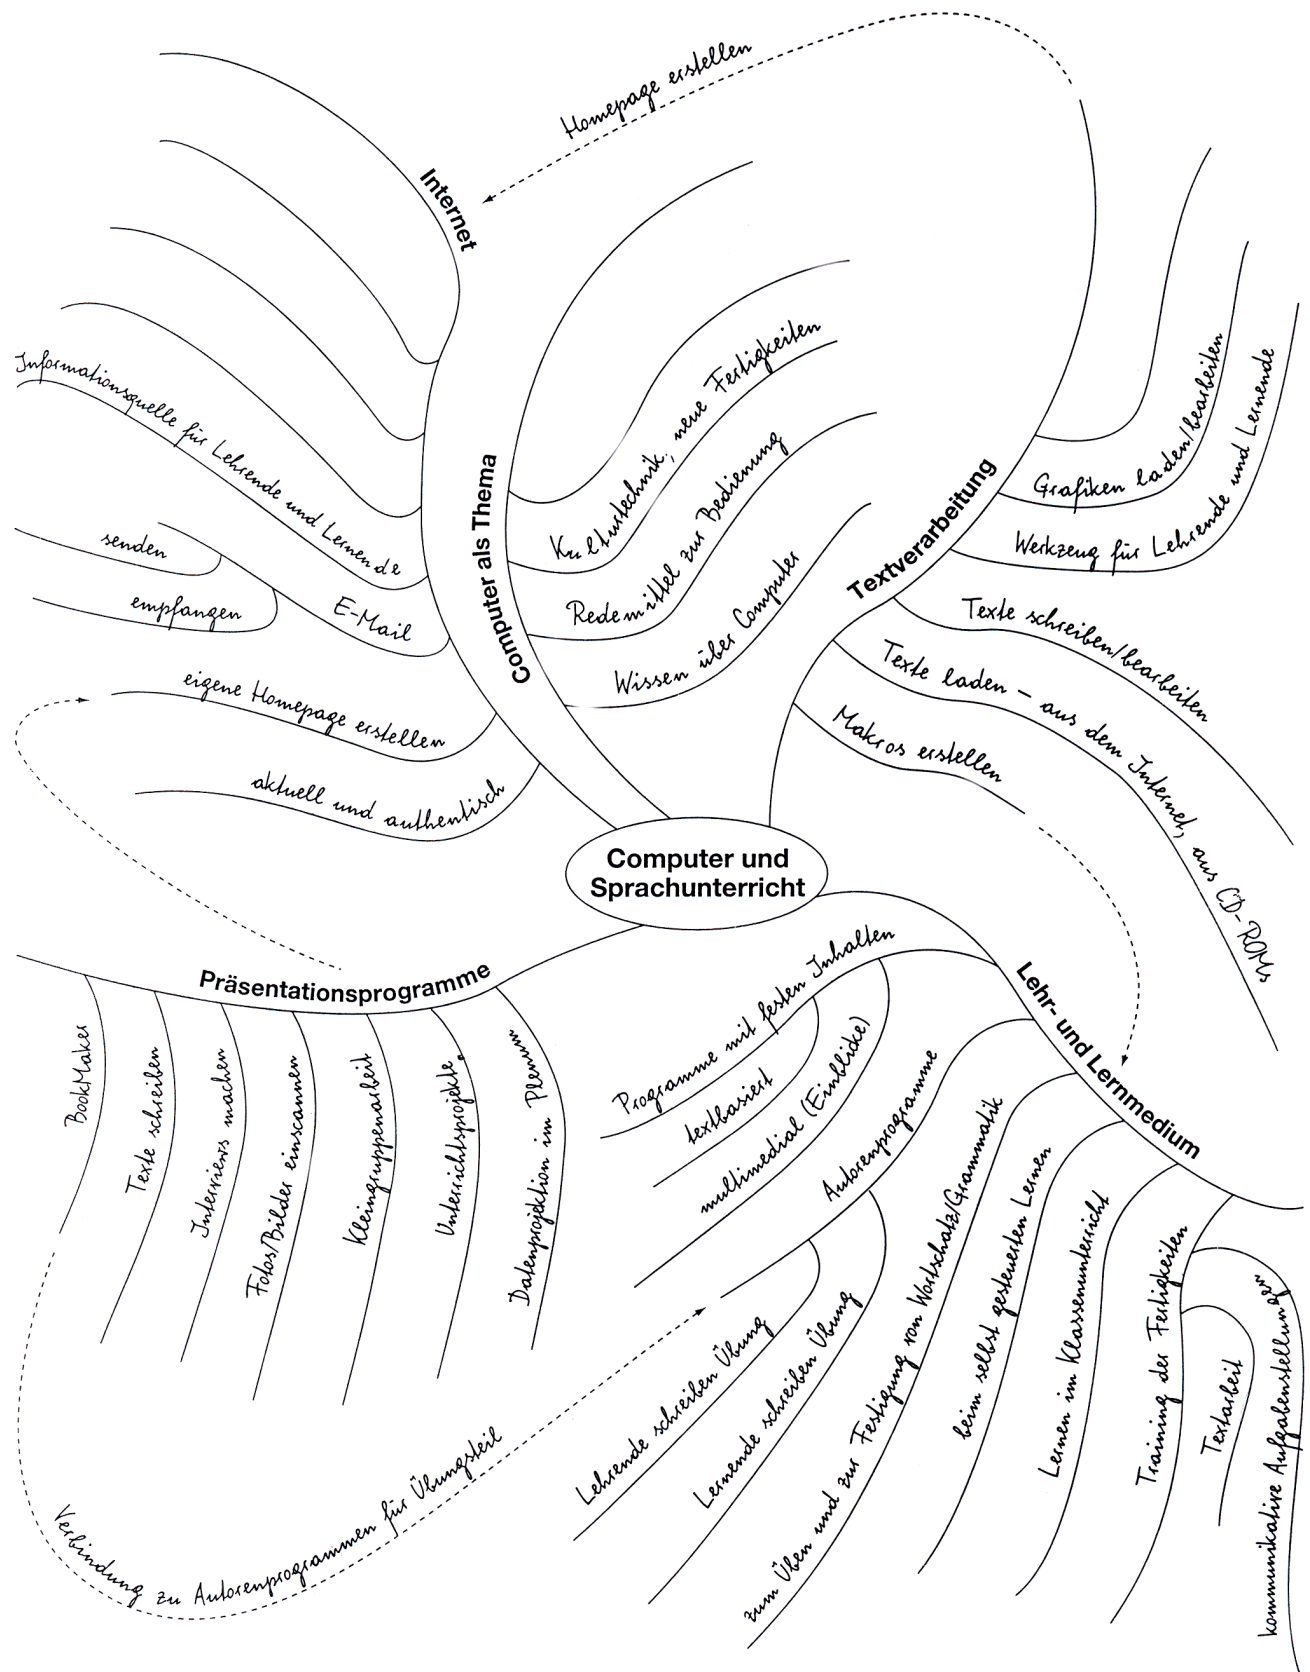 Homepage erstellen
Internet
Informationsquelle für Lehrende und Lernende
senden
empfangen
E-Mail
eigene Homepage erstellen
aktuell und authentisch
Computer als Thema
Kulturtechnik, neue Fertigkeiten
Redemittel zur Bedienung
Wissen über Computer
Textverarbeitung
Grafiken laden/bearbeiten
Werkzeug für Lehrende und Lernende
Texte schreiben/bearbeiten
Texte laden – aus dem Internet, aus CD-ROMs
Makros erstellen
Computer und
Sprachunterricht
Präsentationsprogramme
BookMaker
Texte schreiben
Interviews machen
Fotos/Bilder einscannen
Kleingruppenarbeit
Unterrichtsprojekte
Datenprojektion im Plenum
Verbindung zu Autorenprogrammen für Übungsteil
Lehr- und Lernmedium
Programme mit festen Inhalten
textbasiert
multimedial (Einblicke)
Autorenprogramme
Lehrende schreiben Übung
Lernende schreiben Übung
zum Üben und zur Festigung von Wortschatz/Grammatik
beim selbst gesteuerten Lernen
Lernen im Klassenunterricht
Training der Fertigkeiten
Textarbeit
kommunikative Aufgabenstellungen